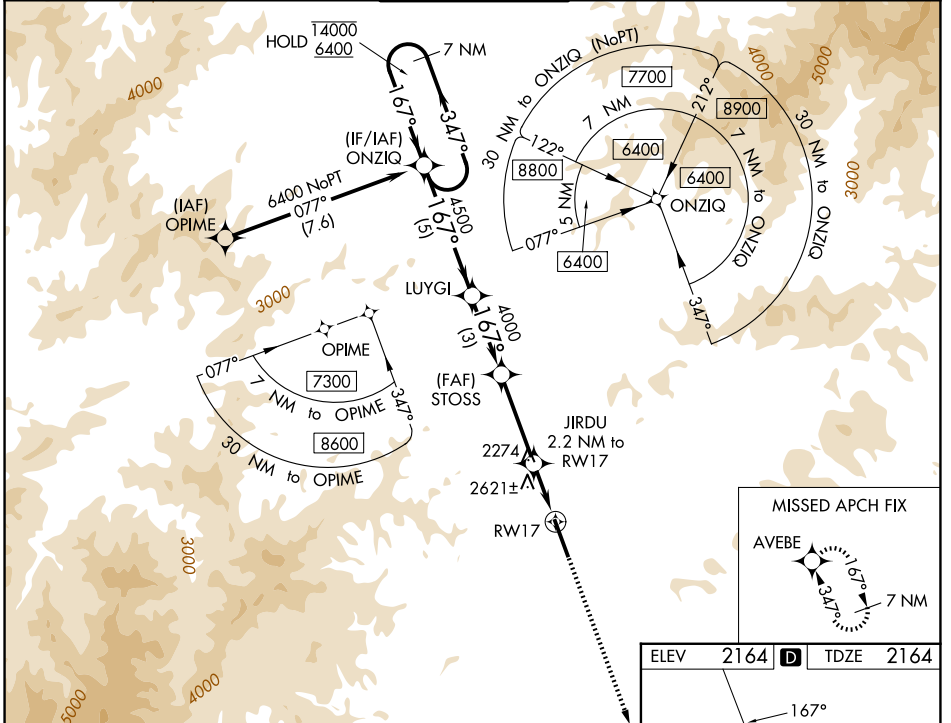 HOLD 14000
6400
7 NM
167°
347°
(IF/IAF)
ONZIQ
6400 NoPT
077°
(7.6)
(IAF)
OPIME
4500
167°
(5)
LUYGI
4000
167°
(3)
(FAF)
STOSS
JIRDU
2.2 NM to
RW17
2274
2621±
RW17
30 NM to ONZIQ (NoPT)
7700
212°
8900
7 NM
122°
6400
8800
6400
5 NM
ONZIQ
077°
6400
7 NM to ONZIQ
30 NM to ONZIQ
347°
077°
OPIME
7300
7 NM to OPIME
347°
8600
30 NM to OPIME
4000
3000
3000
4000
5000
4000
5000
3000
MISSED APCH FIX
AVEBE
167°
347°
7 NM
ELEV 2164 D TDZE 2164
167°